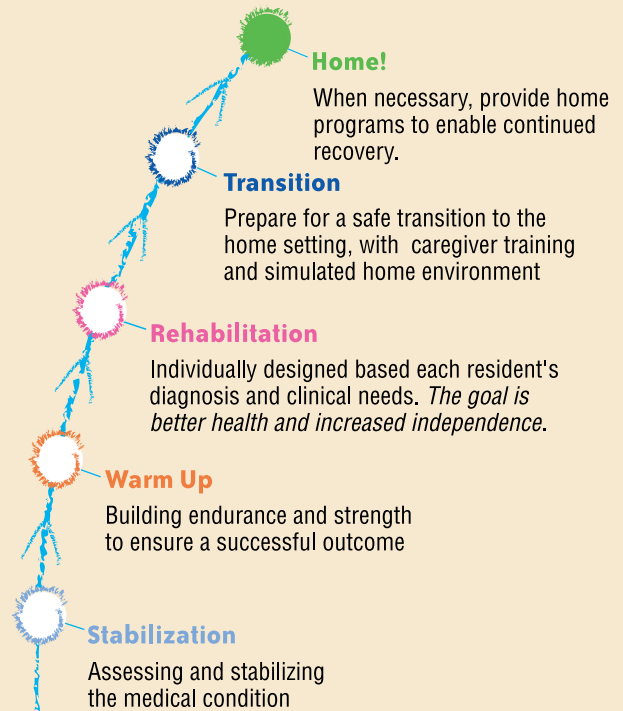 Home!
When necessary, provide home
programs to enable continued
recovery.
Transition
Prepare for a safe transition to the
home setting, with  caregiver training
and simulated home environment
Rehabilitation
Individually designed based each resident's
diagnosis and clinical needs. The goal is
better health and increased independence.
Warm Up
Building endurance and strength
to ensure a successful outcome
Stabilization
Assessing and stabilizing
the medical condition